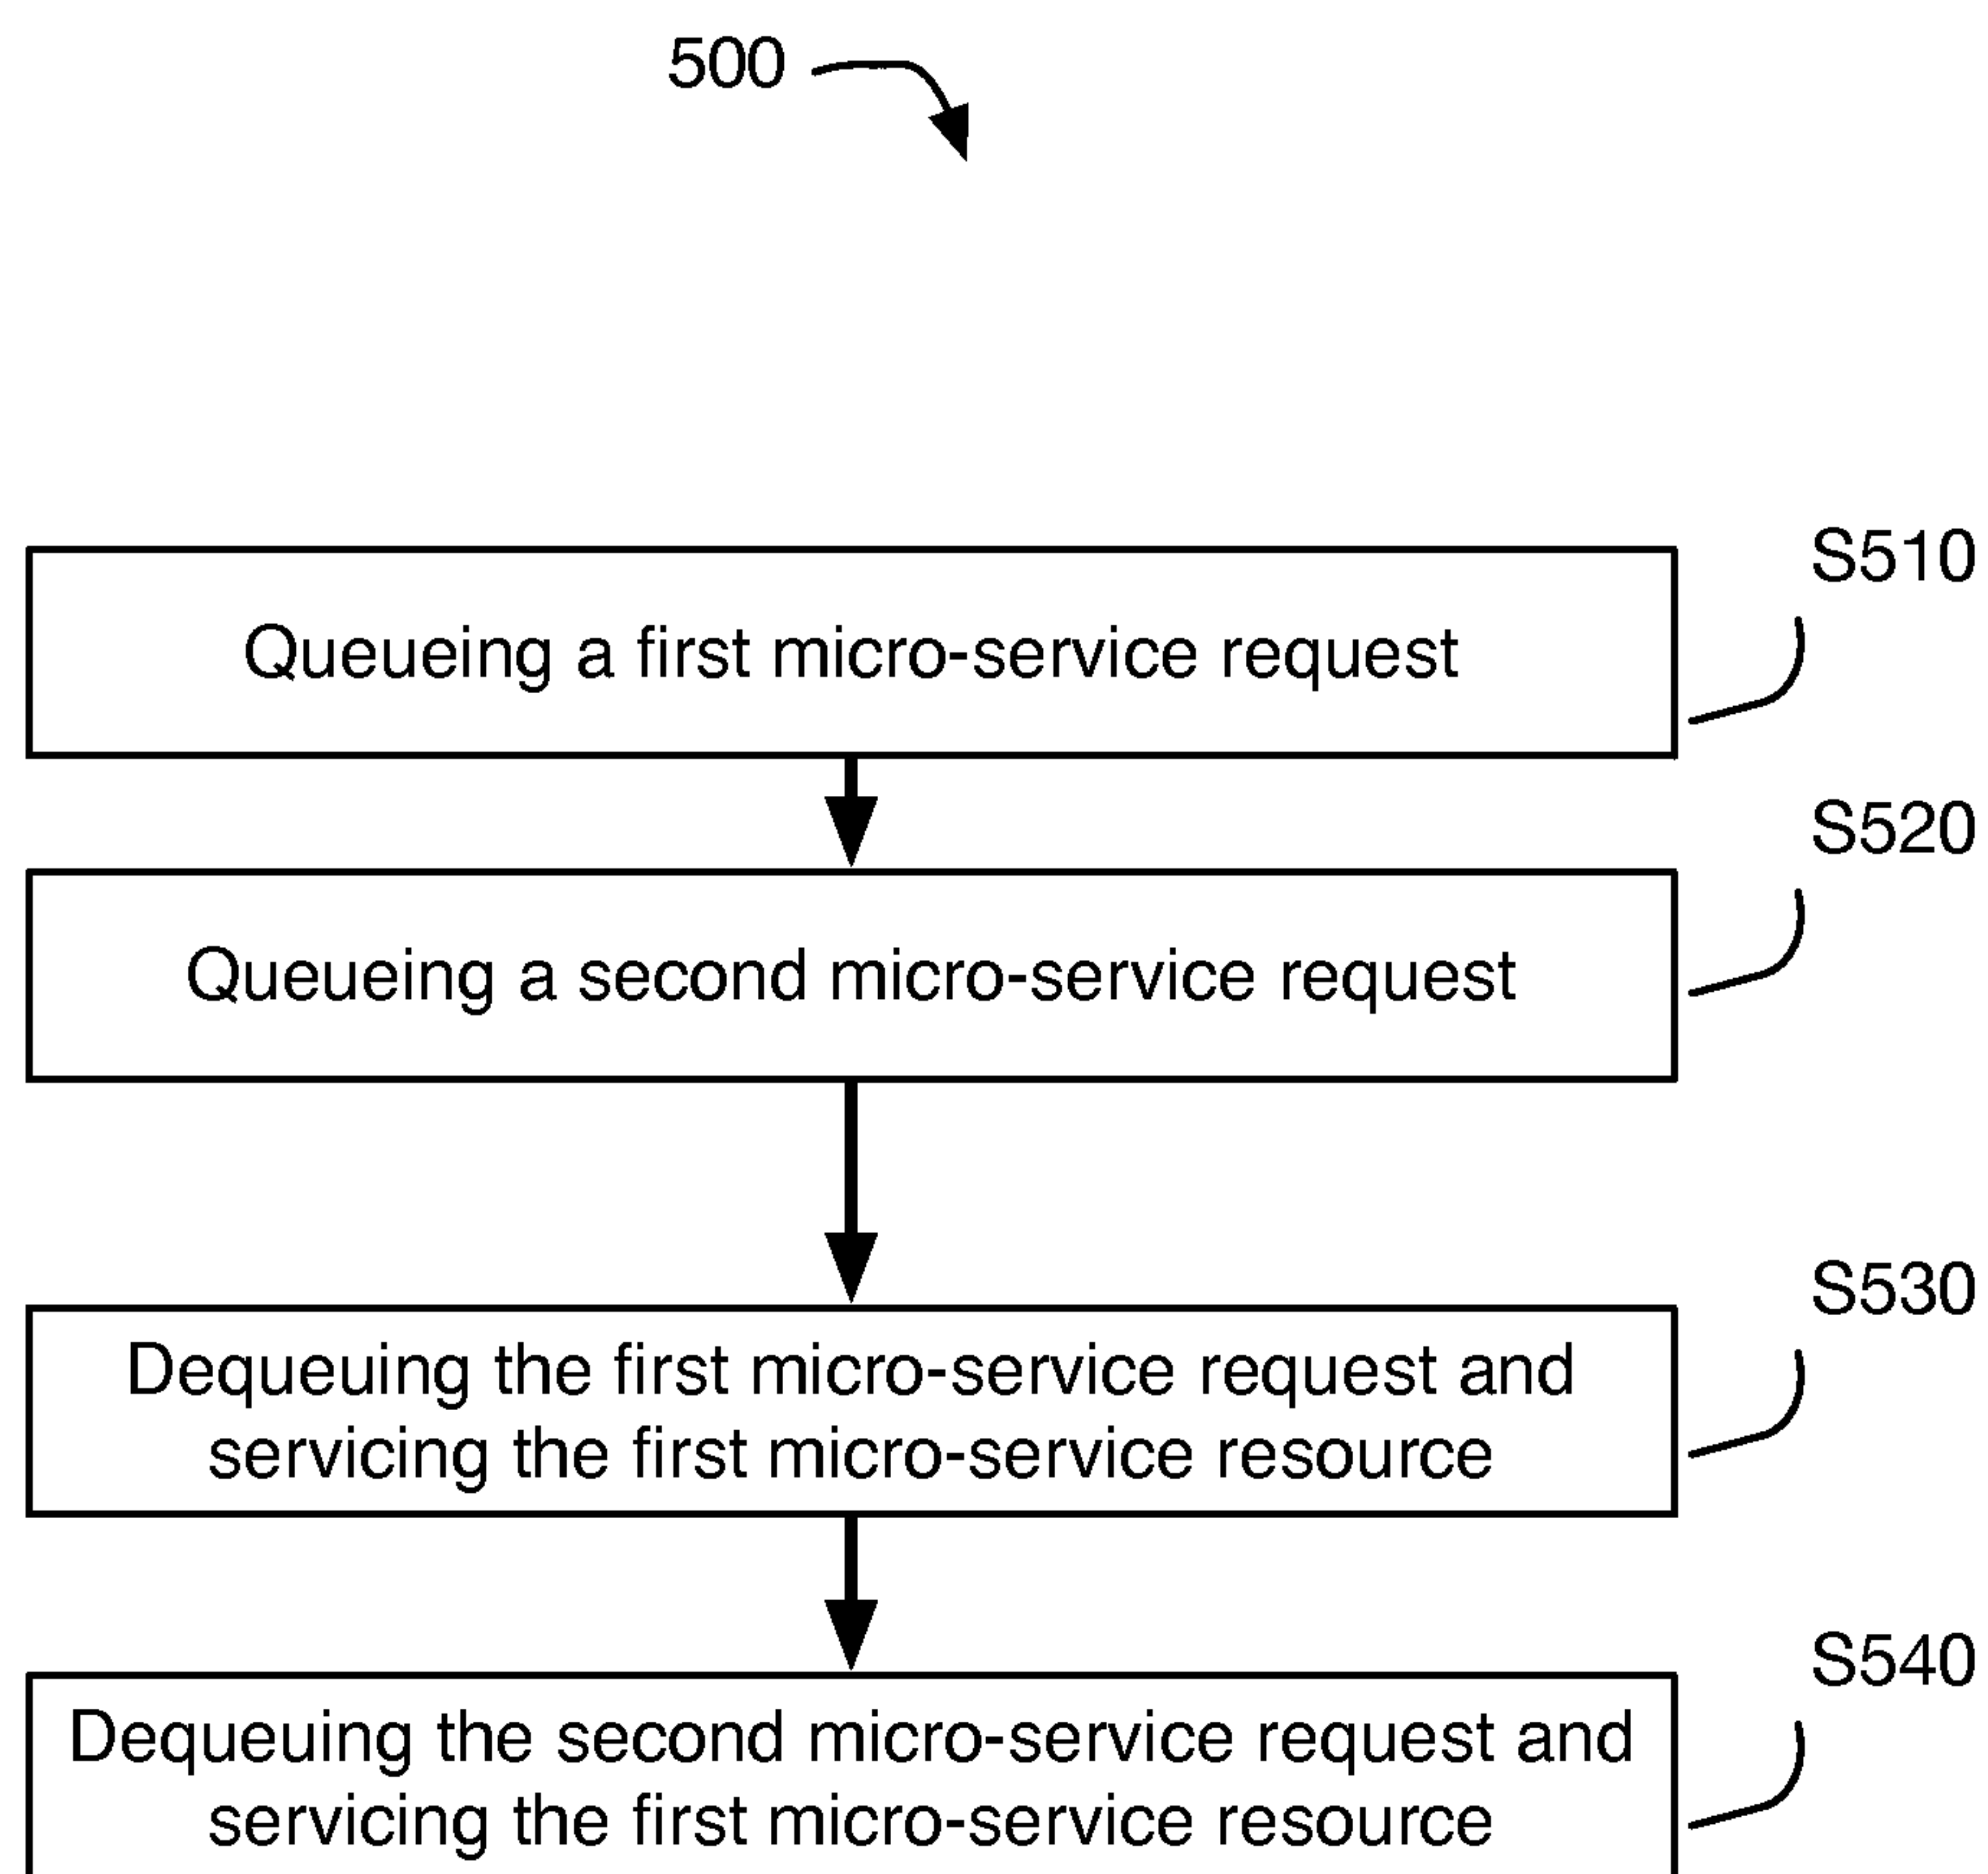 500
S510
Queueing a first micro-service request
S520
Queueing a second micro-service request
S530
Dequeuing the first micro-service request and
servicing the first micro-service resource
S540
Dequeuing the second micro-service request and
servicing the first micro-service resource